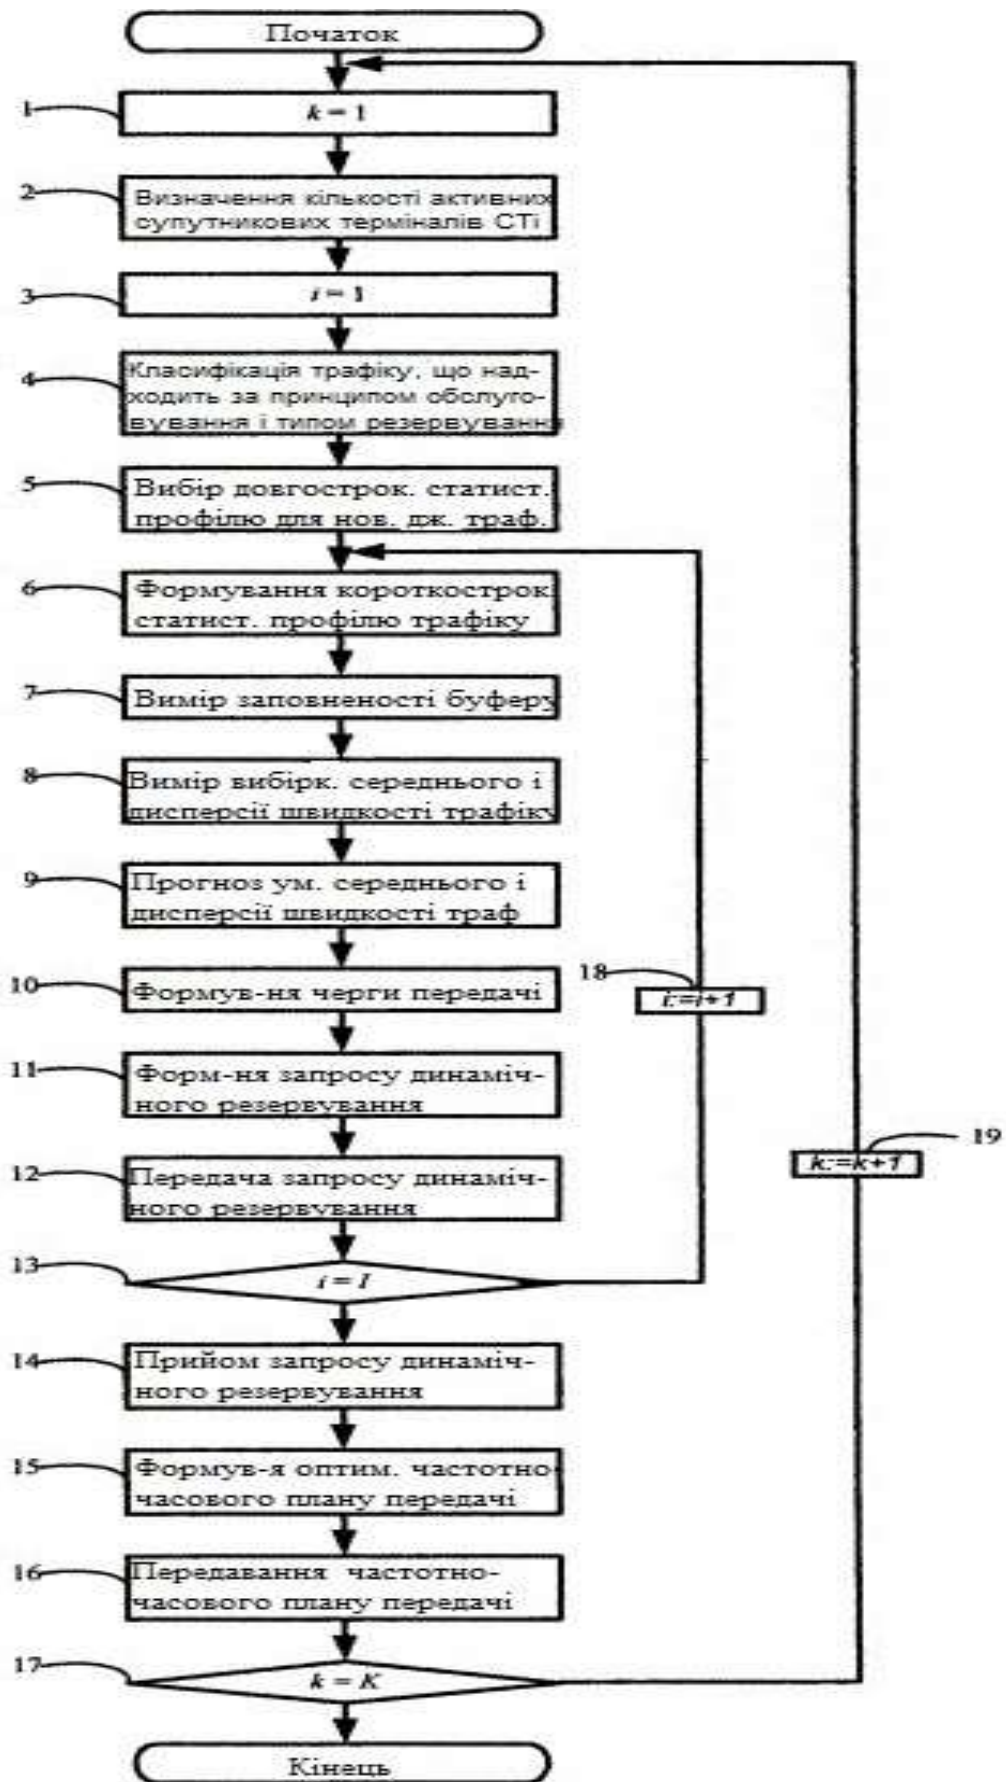 Початок
1
k = 1
2
Визначення кількості активних
супутникових терміналів СТі
3
i = 1
4
Класифікація трафіку, що над-
ходить за принципом обслуго-
вування і типом резервування
5
Вибір довгострок. статист.
профілю для нов. дж. траф.
6
Формування короткострок.
статист. профілю трафіку
7
Вимір заповненості буферу
8
Вимір вибірк. середнього і
дисперсії швидкості трафіку
9
Прогноз ум. середнього і
дисперсії швидкості траф
10
Формув-ня черги передачі
18
i:=i+1
11
Форм-ня запросу динаміч-
ного резервування
19
k:=k+1
12
Передача запросу динаміч-
ного резервування
13
i = I
14
Прийом запросу динаміч-
ного резервування
15
Формув-я оптим. частотно-
часового плану передачі
16
Передавання частотно-
часового плану передачі
17
k = K
Кінець